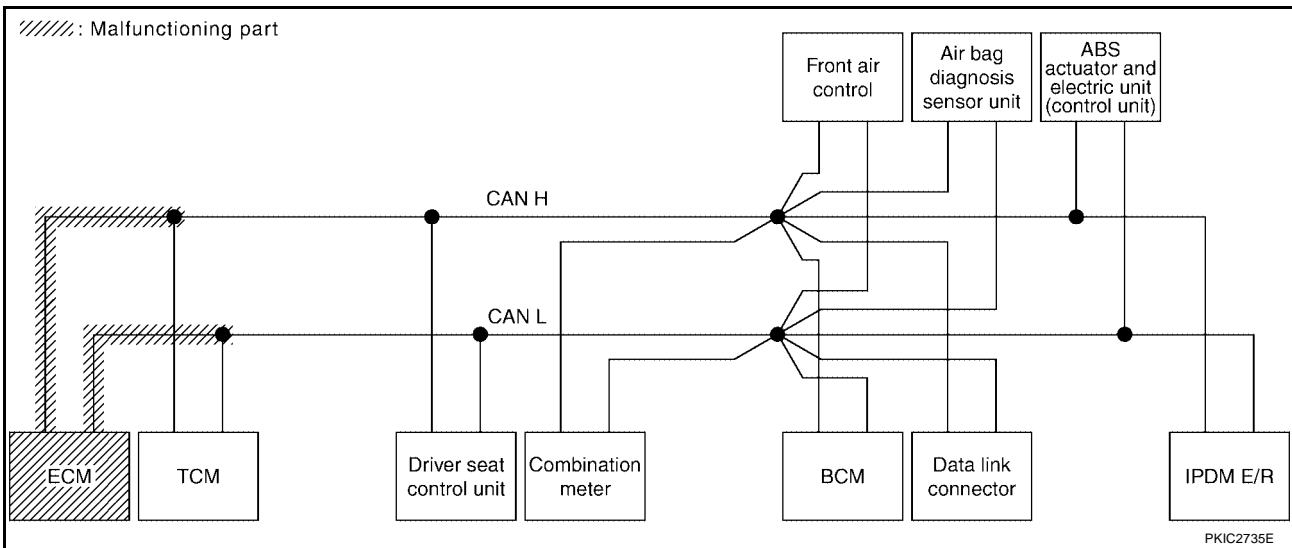 : Malfunctioning part
Front air
control
Air bag
diagnosis
sensor unit
ABS
actuator and
electric unit
(control unit)
CAN H
CAN L
ECM
TCM
Driver seat
control unit
Combination
meter
BCM
Data link
connector
IPDM E/R
PKIC2735E